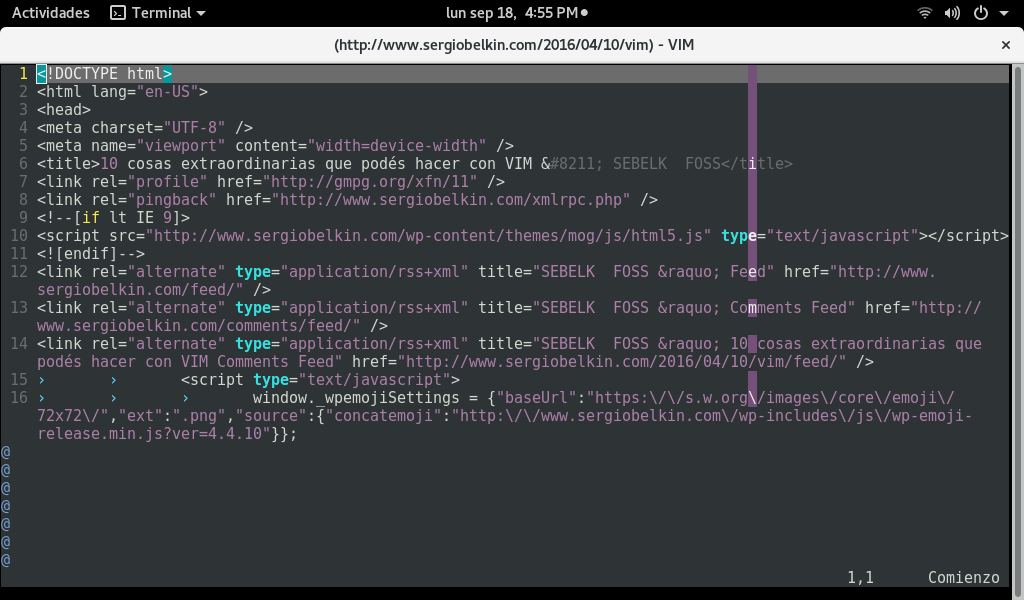 Actividades Terminal lun sep 18, 4:55 PM
(http://www.sergiobelkin.com/2016/04/10/vim) - VIM ×
1 <!DOCTYPE html>
2 <html lang="en-US">
3 <head>
4 <meta charset="UTF-8" />
5 <meta name="viewport" content="width=device-width" />
6 <title>10 cosas extraordinarias que podés hacer con VIM &#8211; SEBELK  FOSS</title>
7 <link rel="profile" href="http://gmpg.org/xfn/11" />
8 <link rel="pingback" href="http://www.sergiobelkin.com/xmlrpc.php" />
9 <!--[if lt IE 9]>
10 <script src="http://www.sergiobelkin.com/wp-content/themes/mog/js/html5.js" type="text/javascript"></script>
11 <![endif]-->
12 <link rel="alternate" type="application/rss+xml" title="SEBELK  FOSS &raquo; Feed" href="http://www.
sergiobelkin.com/feed/" />
13 <link rel="alternate" type="application/rss+xml" title="SEBELK  FOSS &raquo; Comments Feed" href="http://
www.sergiobelkin.com/comments/feed/" />
14 <link rel="alternate" type="application/rss+xml" title="SEBELK  FOSS &raquo; 10 cosas extraordinarias que
podés hacer con VIM Comments Feed" href="http://www.sergiobelkin.com/2016/04/10/vim/feed/" />
15 › › <script type="text/javascript">
16 › › › window._wpemojiSettings = {"baseUrl":"https:\/\/s.w.org\/images\/core\/emoji\/
72x72\/","ext":".png","source":{"concatemoji":"http:\/\/www.sergiobelkin.com\/wp-includes\/js\/wp-emoji-
release.min.js?ver=4.4.10"}};
@
@
@
@
@
@
@
1,1 Comienzo